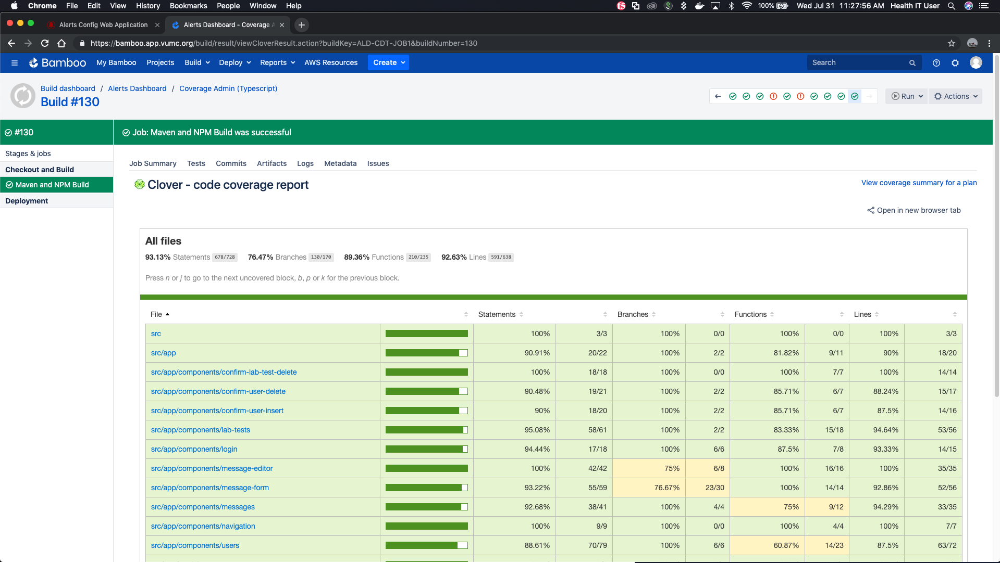 Chrome File Edit View History Bookmarks People Window Help 100% Wed Jul 31 11:27:56 AM Health IT User
Alerts Config Web Application Alerts Dashboard - Coverage A
https://bamboo.app.vumc.org/build/result/viewCloverResult.action?buildKey=ALD-CDT-JOB1&buildNumber=130
Bamboo My Bamboo Projects Build Deploy Reports AWS Resources Create Search
Build dashboard / Alerts Dashboard / Coverage Admin (Typescript)
Build #130
Run Actions
#130
Job: Maven and NPM Build was successful
Stages & jobs
Checkout and Build
Maven and NPM Build
Deployment
Job Summary Tests Commits Artifacts Logs Metadata Issues
Clover - code coverage report
View coverage summary for a plan
Open in new browser tab
All files
93.13% Statements 678/728 76.47% Branches 130/170 89.36% Functions 210/235 92.63% Lines 591/638
Press n or j to go to the next uncovered block, b, p or k for the previous block.
File Statements Branches Functions Lines
src 100% 3/3 100% 0/0 100% 0/0 100% 3/3
src/app 90.91% 20/22 100% 2/2 81.82% 9/11 90% 18/20
src/app/components/confirm-lab-test-delete 100% 18/18 100% 0/0 100% 7/7 100% 14/14
src/app/components/confirm-user-delete 90.48% 19/21 100% 2/2 85.71% 6/7 88.24% 15/17
src/app/components/confirm-user-insert 90% 18/20 100% 2/2 85.71% 6/7 87.5% 14/16
src/app/components/lab-tests 95.08% 58/61 100% 2/2 83.33% 15/18 94.64% 53/56
src/app/components/login 94.44% 17/18 100% 6/6 87.5% 7/8 93.33% 14/15
src/app/components/message-editor 100% 42/42 75% 6/8 100% 16/16 100% 35/35
src/app/components/message-form 93.22% 55/59 76.67% 23/30 100% 14/14 92.86% 52/56
src/app/components/messages 92.68% 38/41 100% 4/4 75% 9/12 94.29% 33/35
src/app/components/navigation 100% 9/9 100% 0/0 100% 4/4 100% 7/7
src/app/components/users 88.61% 70/79 100% 6/6 60.87% 14/23 87.5% 63/72